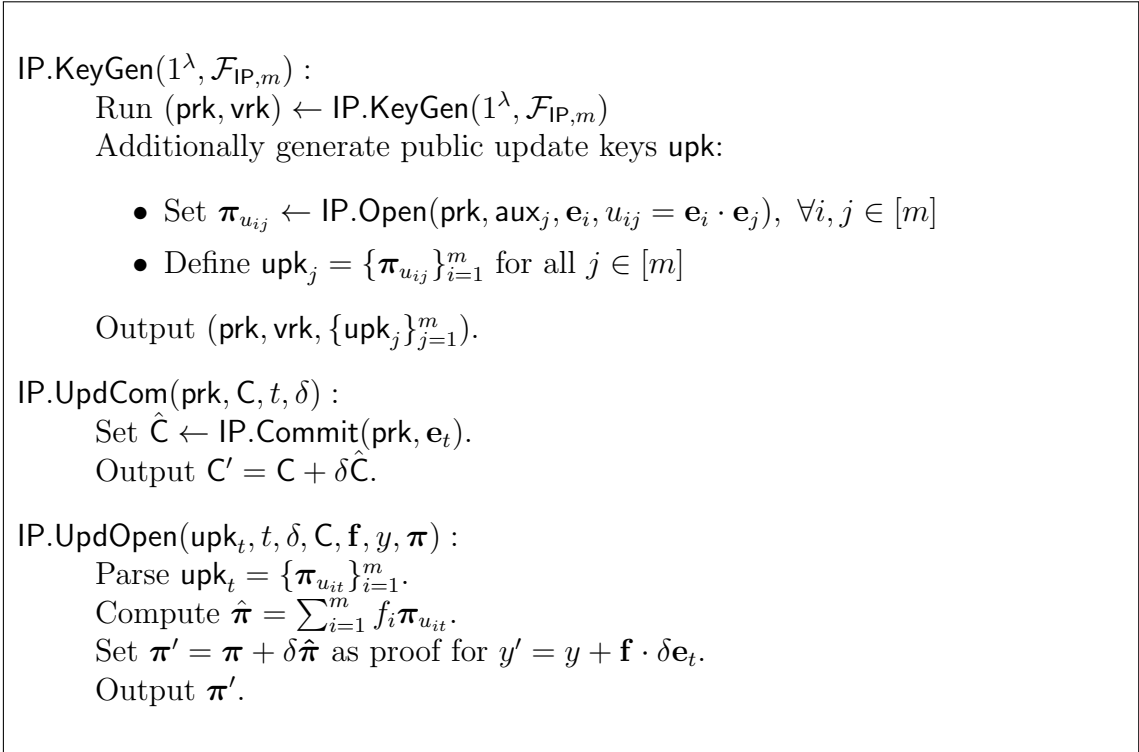 IP.KeyGen(1^λ, ℱ_{IP,m}) :
Run (prk, vrk) ← IP.KeyGen(1^λ, ℱ_{IP,m})
Additionally generate public update keys upk:
• Set π_{u_{ij}} ← IP.Open(prk, aux_j, e_i, u_{ij} = e_i · e_j), ∀i, j ∈ [m]
• Define upk_j = {π_{u_{ij}}}_{i=1}^m for all j ∈ [m]
Output (prk, vrk, {upk_j}_{j=1}^m).
IP.UpdCom(prk, C, t, δ) :
Set Ĉ ← IP.Commit(prk, e_t).
Output C′ = C + δĈ.
IP.UpdOpen(upk_t, t, δ, C, f, y, π) :
Parse upk_t = {π_{u_{it}}}_{i=1}^m.
Compute π̂ = ∑_{i=1}^m f_i π_{u_{it}}.
Set π′ = π + δπ̂ as proof for y′ = y + f · δe_t.
Output π′.